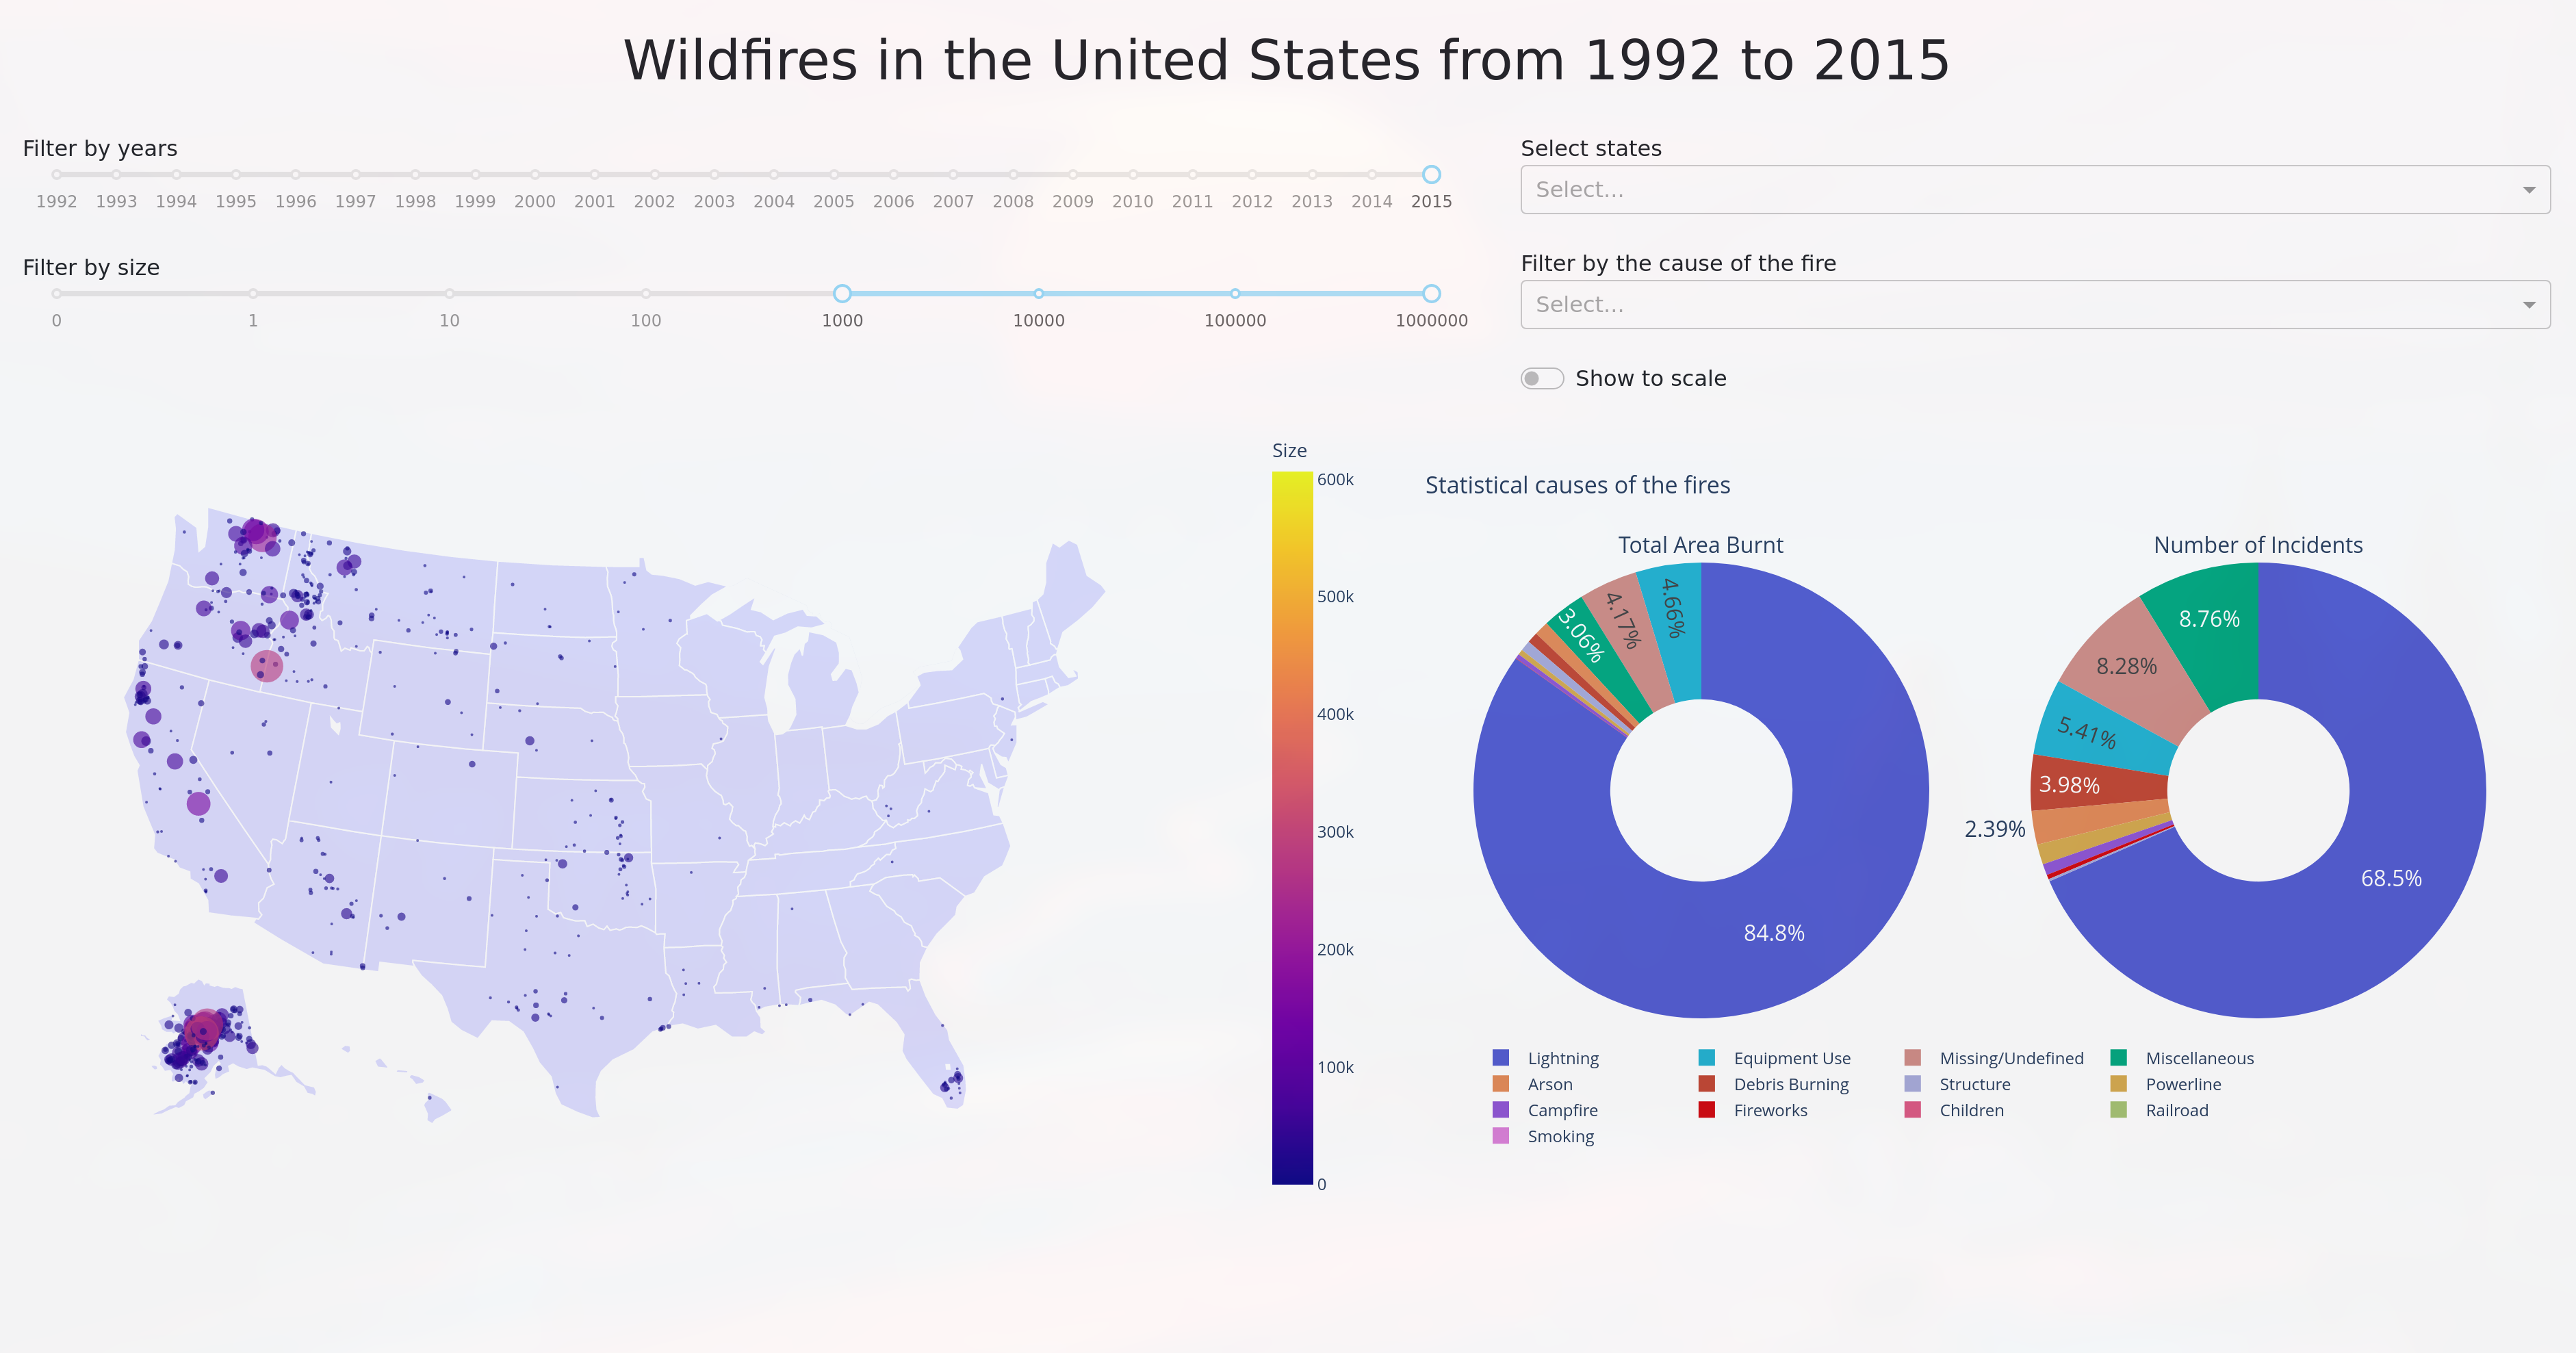 Wildfires in the United States from 1992 to 2015
Filter by years
1992 1993 1994 1995 1996 1997 1998 1999 2000 2001 2002 2003 2004 2005 2006 2007 2008 2009 2010 2011 2012 2013 2014 2015
Select states
Select...
Filter by size
0 1 10 100 1000 10000 100000 1000000
Filter by the cause of the fire
Select...
Show to scale
Size
600k
500k
400k
300k
200k
100k
0
Statistical causes of the fires
Total Area Burnt
4.66%
4.17%
3.06%
84.8%
Number of Incidents
8.76%
8.28%
5.41%
3.98%
2.39%
68.5%
Lightning Equipment Use Missing/Undefined Miscellaneous
Arson Debris Burning Structure Powerline
Campfire Fireworks Children Railroad
Smoking